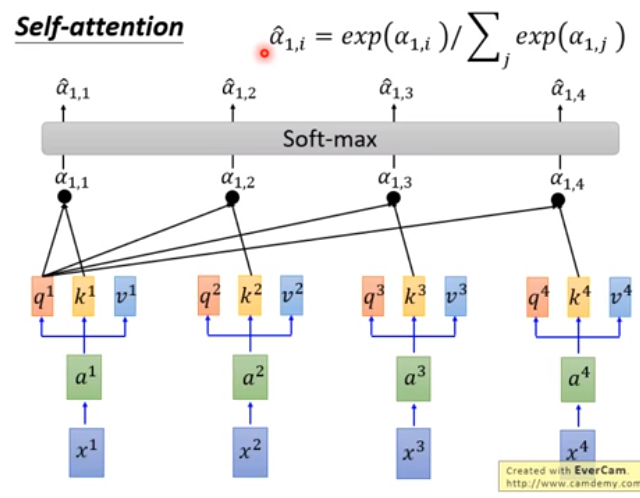 Self-attention
α̂₁,ᵢ = exp(α₁,ᵢ)/∑ⱼ exp(α₁,ⱼ)
α̂₁,₁ α̂₁,₂ α̂₁,₃ α̂₁,₄
Soft-max
α₁,₁ α₁,₂ α₁,₃ α₁,₄
q¹ k¹ v¹ q² k² v² q³ k³ v³ q⁴ k⁴ v⁴
a¹ a² a³ a⁴
x¹ x² x³ x⁴
Created with EverCam.
http://www.camdemy.com